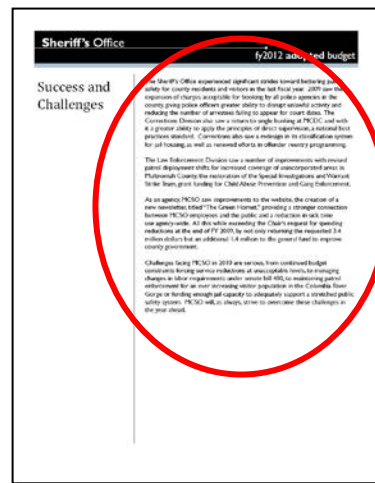 Sheriff's Office
fy2012 adopted budget
Success and
Challenges
The Sheriff's Office experienced significant strides toward bettering public
safety for county residents and visitors in the last fiscal year. 2009 saw the
expansion of charges acceptable for booking by all police agencies in the
county, giving police officers greater ability to disrupt unlawful activity and
reducing the number of arrestees failing to appear for court dates. The
Corrections Division also saw a return to single bunking at MCDC and with
it a greater ability to apply the principles of direct supervision, a national best
practices standard. Corrections also saw a redesign in its classification system
for jail housing, as well as renewed efforts in offender reentry programming.
The Law Enforcement Division saw a number of improvements with revised
patrol deployment shifts for increased coverage of unincorporated areas in
Multnomah County, the restoration of the Special Investigations and Warrant
Strike Team, grant funding for Child Abuse Prevention and Gang Enforcement.
As an agency, MCSO saw improvements to the website, the creation of a
new newsletter, titled "The Green Hornet," providing a stronger connection
between MCSO employees and the public and a reduction in sick time
use agency-wide. All this while exceeding the Chair's request for spending
reductions at the end of FY 2009, by not only returning the requested 3.4
million dollars but an additional 1.4 million to the general fund to improve
county government.
Challenges facing MCSO in 2010 are serious, from continued budget
constraints forcing service reductions at unacceptable levels, to managing
changes in labor requirements under senate bill 400, to maintaining patrol
enforcement for an ever increasing visitor population in the Columbia River
Gorge or funding enough jail capacity to adequately support a stretched public
safety system. MCSO will, as always, strive to overcome these challenges in
the year ahead.